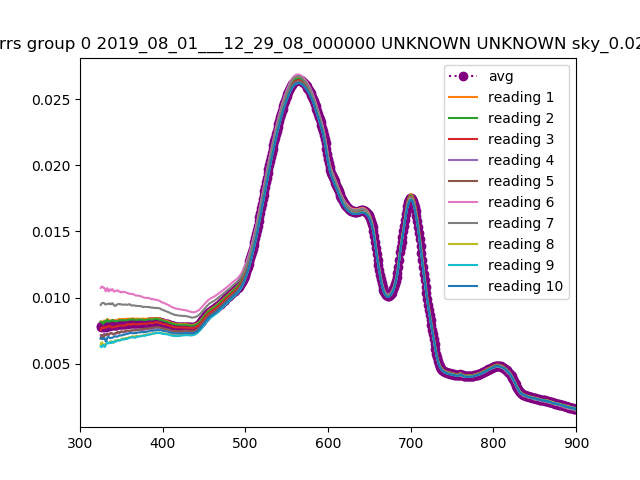 rrs group 0 2019_08_01___12_29_08_000000 UNKNOWN UNKNOWN sky_0.02
avg
reading 1
reading 2
reading 3
reading 4
reading 5
reading 6
reading 7
reading 8
reading 9
reading 10
0.025
0.020
0.015
0.010
0.005
300 400 500 600 700 800 900